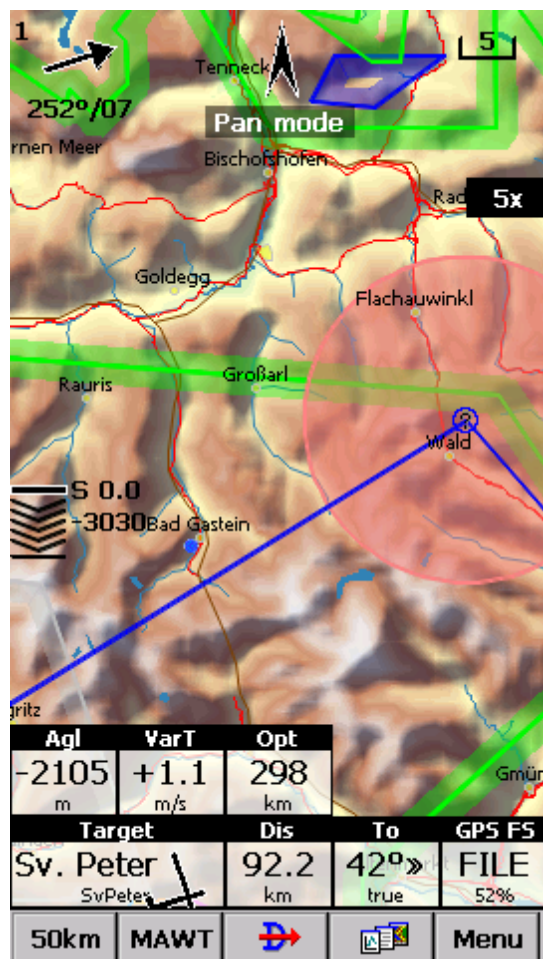 1
5
Tenneck
252°/07
Pan mode
rnen Meer
Bischofshofen
Rad
5x
Goldegg
Flachauwinkl
Großarl
Rauris
Wald
S 0.0
-3030
Bad Gastein
gritz
Agl VarT Opt
-2105 +1.1 298
m m/s km
Gmün
Target Dis To GPS FS
Sv. Peter 92.2 42º» FILE
SvPeter km true 52%
50km MAWT Menu